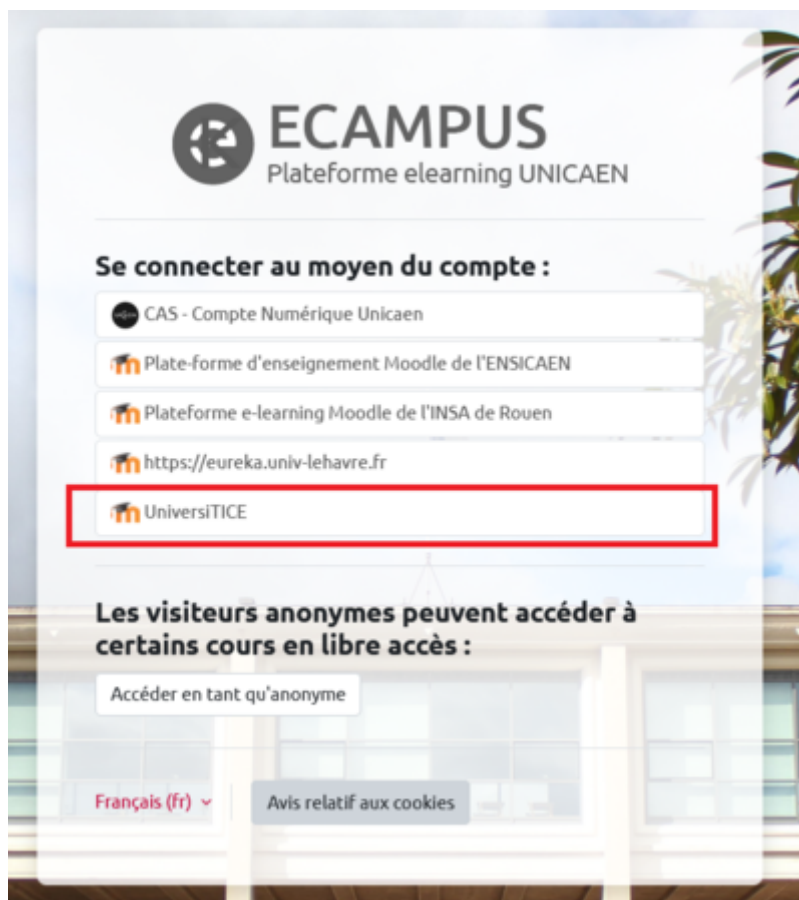 ECAMPUS
Plateforme elearning UNICAEN
Se connecter au moyen du compte :
CAS - Compte Numérique Unicaen
Plate-forme d'enseignement Moodle de l'ENSICAEN
Plateforme e-learning Moodle de l'INSA de Rouen
https://eureka.univ-lehavre.fr
UniversiTICE
Les visiteurs anonymes peuvent accéder à
certains cours en libre accès :
Accéder en tant qu'anonyme
Français (fr)
Avis relatif aux cookies